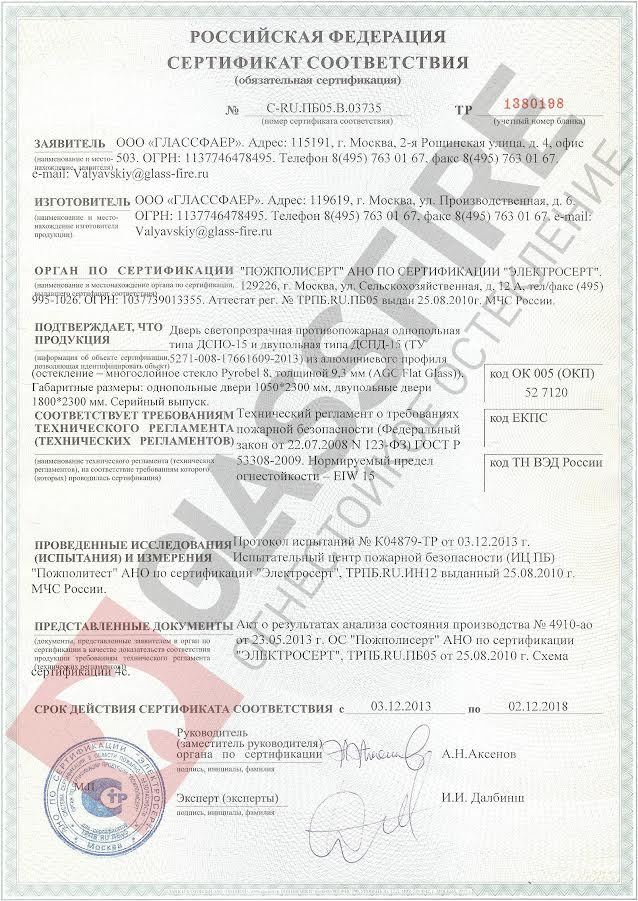 РОССИЙСКАЯ ФЕДЕРАЦИЯ
СЕРТИФИКАТ СООТВЕТСТВИЯ
(обязательная сертификация)
№ C-RU.ПБ05.В.03735 ТР 1380198
(номер сертификата соответствия) (учетный номер бланка)
ЗАЯВИТЕЛЬ ООО «ГЛАССФАЕР». Адрес: 115191, г. Москва, 2-я Рощинская улица, д. 4, офис
(наименование и место-нахождение заявителя) 503. ОГРН: 1137746478495. Телефон 8(495) 763 01 67, факс 8(495) 763 01 67,
e-mail: Valyavskiy@glass-fire.ru
ИЗГОТОВИТЕЛЬ ООО «ГЛАССФАЕР». Адрес: 119619, г. Москва, ул. Производственная, д. 6.
(наименование и место- ОГРН: 1137746478495. Телефон 8(495) 763 01 67, факс 8(495) 763 01 67, e-mail:
нахождение изготовителя
продукции) Valyavskiy@glass-fire.ru
ОРГАН ПО СЕРТИФИКАЦИИ "ПОЖПОЛИСЕРТ" АНО ПО СЕРТИФИКАЦИИ "ЭЛЕКТРОСЕРТ".
(наименование и местонахождение органа по сертификации, 129226, г. Москва, ул. Сельскохозяйственная, д. 12 А, тел/факс (495)
выдавшего сертификат соответствия)
995-1026. ОГРН: 1037739013355. Аттестат рег. № ТРПБ.RU.ПБ05 выдан 25.08.2010г. МЧС России.
ПОДТВЕРЖДАЕТ, ЧТО Дверь светопрозрачная противопожарная однопольная
ПРОДУКЦИЯ типа ДСПО-15 и двупольная типа ДСПД-15 (ТУ
(информация об объекте сертификации, 5271-008-17661609-2013) из алюминиевого профиля
позволяющая идентифицировать объект)
(остекление – многослойное стекло Pyrobel 8, толщиной 9,3 мм (AGC Flat Glass)),
Габаритные размеры: однопольные двери 1050*2300 мм, двупольные двери
1800*2300 мм. Серийный выпуск.
код ОК 005 (ОКП)
52 7120
код ЕКПС
код ТН ВЭД России
СООТВЕТСТВУЕТ ТРЕБОВАНИЯМ Технический регламент о требованиях
ТЕХНИЧЕСКОГО РЕГЛАМЕНТА пожарной безопасности (Федеральный
(ТЕХНИЧЕСКИХ РЕГЛАМЕНТОВ) закон от 22.07.2008 N 123-ФЗ) ГОСТ Р
(наименование технического регламента (технических 53308-2009. Нормируемый предел
регламентов), на соответствие требованиям которого
(которых) проводилась сертификация) огнестойкости – EIW 15
ПРОВЕДЕННЫЕ ИССЛЕДОВАНИЯ Протокол испытаний № К04879-ТР от 03.12.2013 г.
(ИСПЫТАНИЯ) И ИЗМЕРЕНИЯ Испытательный центр пожарной безопасности (ИЦ ПБ)
"Пожполитест" АНО по сертификации "Электросерт", ТРПБ.RU.ИН12 выданный 25.08.2010 г.
МЧС России.
ПРЕДСТАВЛЕННЫЕ ДОКУМЕНТЫ Акт о результатах анализа состояния производства № 4910-ао
(документы, представленные заявителем в орган по от 23.05.2013 г. ОС "Пожполисерт" АНО по сертификации
сертификации в качестве доказательств соответствия
продукции требованиям технического регламента "ЭЛЕКТРОСЕРТ", ТРПБ.RU.ПБ05 от 25.08.2010 г. Схема
(технических регламентов))
сертификации 4с.
СРОК ДЕЙСТВИЯ СЕРТИФИКАТА СООТВЕТСТВИЯ с 03.12.2013 по 02.12.2018
Руководитель
(заместитель руководителя)
органа по сертификации А.Н.Аксенов
подпись, инициалы, фамилия
М.П.
Эксперт (эксперты) И.И. Далбинш
подпись, инициалы, фамилия
АНО ПО СЕРТИФИКАЦИИ "ЭЛЕКТРОСЕРТ"
ТРПБ.RU.ПБ05
Москва
GLASSFIRE
ОГНЕСТОЙКОЕ ОСТЕКЛЕНИЕ